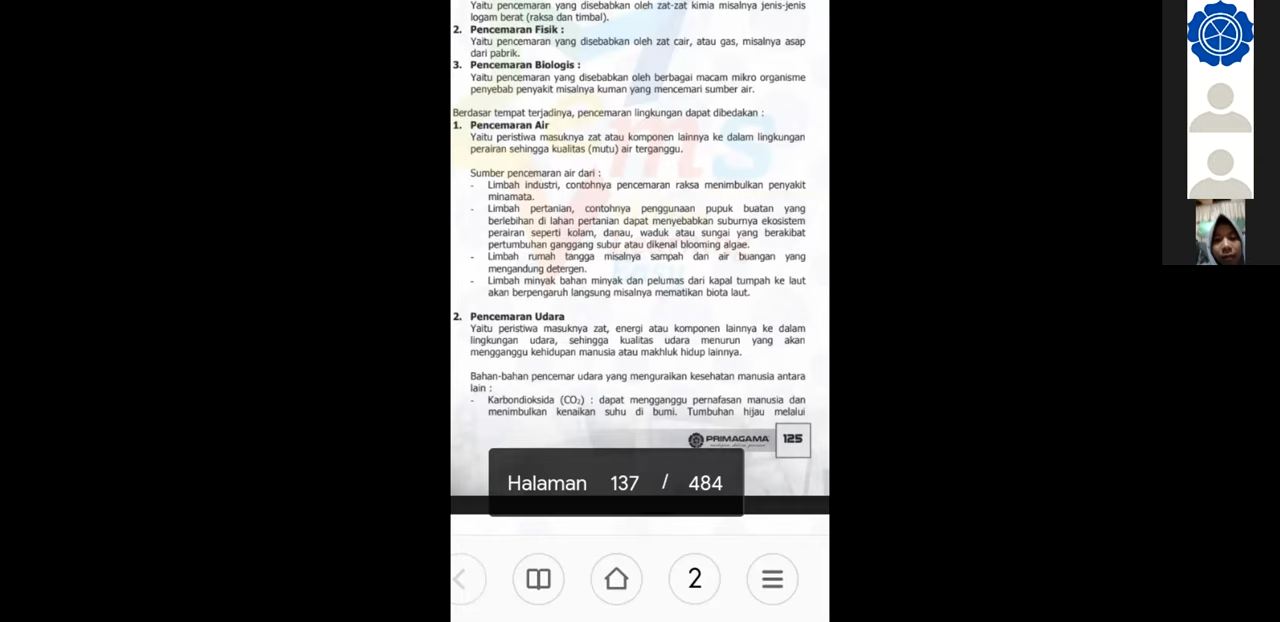 Yaitu pencemaran yang disebabkan oleh zat-zat kimia misalnya jenis-jenis
logam berat (raksa dan timbal).
2. Pencemaran Fisik :
Yaitu pencemaran yang disebabkan oleh zat cair, atau gas, misalnya asap
dari pabrik.
3. Pencemaran Biologis :
Yaitu pencemaran yang disebabkan oleh berbagai macam mikro organisme
penyebab penyakit misalnya kuman yang mencemari sumber air.
Berdasar tempat terjadinya, pencemaran lingkungan dapat dibedakan :
1. Pencemaran Air
Yaitu peristiwa masuknya zat atau komponen lainnya ke dalam lingkungan
perairan sehingga kualitas (mutu) air terganggu.
Sumber pencemaran air dari :
- Limbah industri, contohnya pencemaran raksa menimbulkan penyakit
minamata.
- Limbah pertanian, contohnya penggunaan pupuk buatan yang
berlebihan di lahan pertanian dapat menyebabkan suburnya ekosistem
perairan seperti kolam, danau, waduk atau sungai yang berakibat
pertumbuhan ganggang subur atau dikenal blooming algae.
- Limbah rumah tangga misalnya sampah dan air buangan yang
mengandung detergen.
- Limbah minyak bahan minyak dan pelumas dari kapal tumpah ke laut
akan berpengaruh langsung misalnya mematikan biota laut.
2. Pencemaran Udara
Yaitu peristiwa masuknya zat, energi atau komponen lainnya ke dalam
lingkungan udara, sehingga kualitas udara menurun yang akan
mengganggu kehidupan manusia atau makhluk hidup lainnya.
Bahan-bahan pencemar udara yang menguraikan kesehatan manusia antara
lain :
- Karbondioksida (CO₂) : dapat mengganggu pernafasan manusia dan
menimbulkan kenaikan suhu di bumi. Tumbuhan hijau melalui
PRIMAGAMA 125
Halaman 137 / 484
2